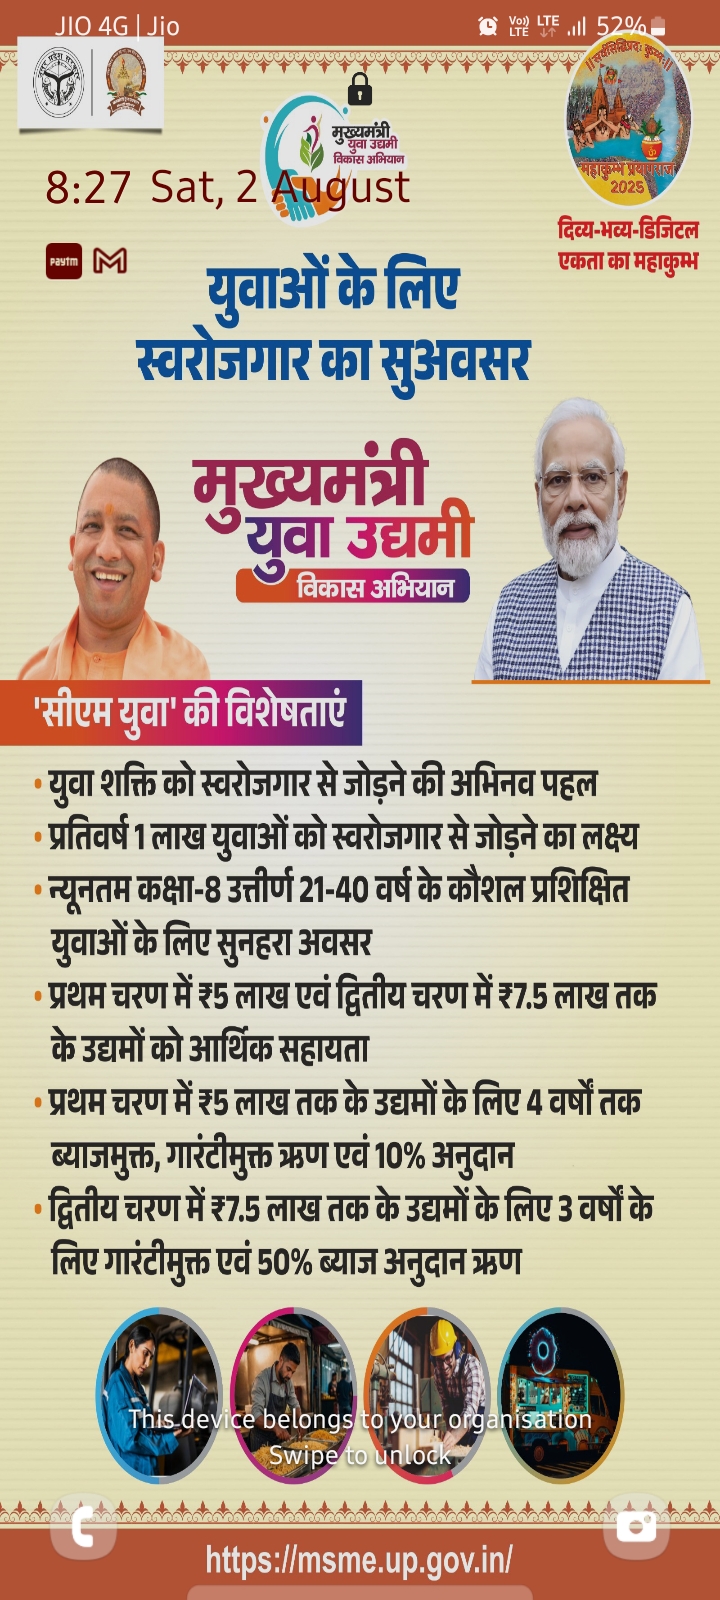 JIO 4G | Jio
Vo)) LTE LTE 52%
मुख्यमंत्री
युवा उद्यमी
विकास अभियान
8:27 Sat, 2 August
महाकुम्भ प्रयागराज
2025
दिव्य-भव्य-डिजिटल
एकता का महाकुम्भ
Paytm
युवाओं के लिए
स्वरोजगार का सुअवसर
मुख्यमंत्री
युवा उद्यमी
विकास अभियान
'सीएम युवा' की विशेषताएं
• युवा शक्ति को स्वरोजगार से जोड़ने की अभिनव पहल
• प्रतिवर्ष 1 लाख युवाओं को स्वरोजगार से जोड़ने का लक्ष्य
• न्यूनतम कक्षा-8 उत्तीर्ण 21-40 वर्ष के कौशल प्रशिक्षित
युवाओं के लिए सुनहरा अवसर
• प्रथम चरण में ₹5 लाख एवं द्वितीय चरण में ₹7.5 लाख तक
के उद्यमों को आर्थिक सहायता
• प्रथम चरण में ₹5 लाख तक के उद्यमों के लिए 4 वर्षों तक
ब्याजमुक्त, गारंटीमुक्त ऋण एवं 10% अनुदान
• द्वितीय चरण में ₹7.5 लाख तक के उद्यमों के लिए 3 वर्षों के
लिए गारंटीमुक्त एवं 50% ब्याज अनुदान ऋण
This device belongs to your organisation
Swipe to unlock
https://msme.up.gov.in/